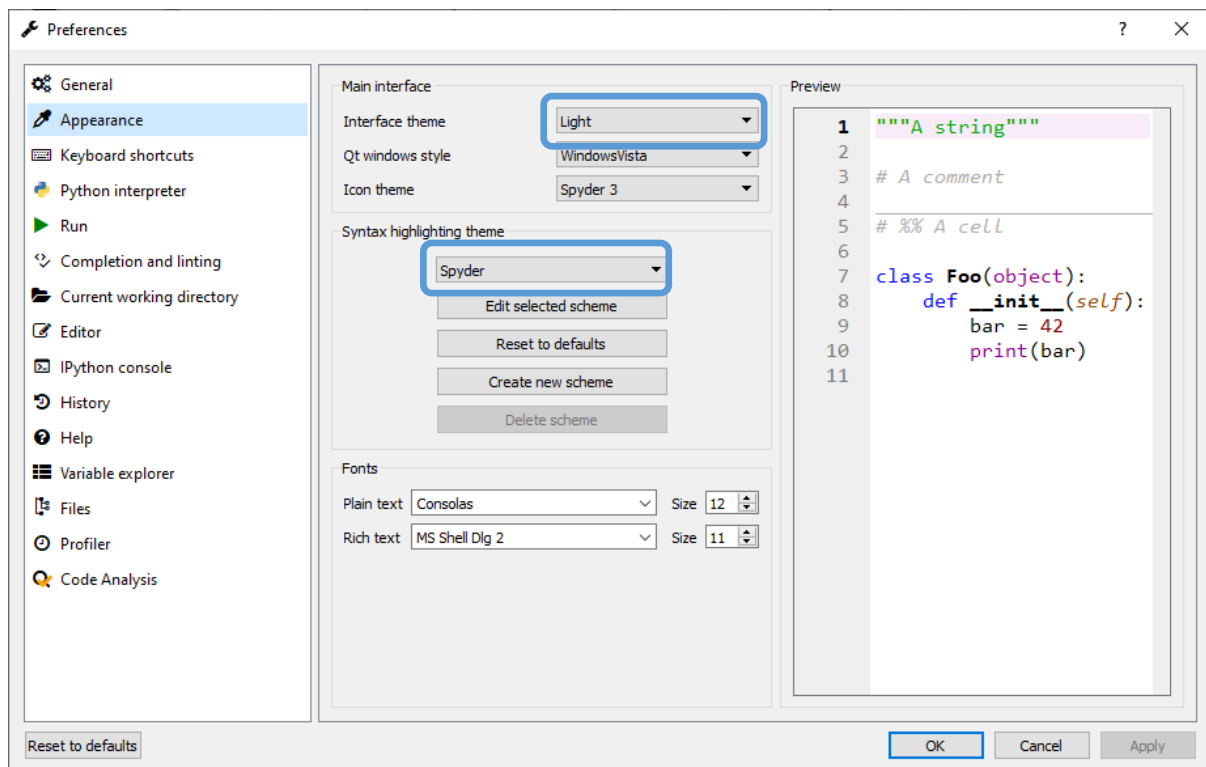 Preferences
?
General
Appearance
Keyboard shortcuts
Python interpreter
Run
Completion and linting
Current working directory
Editor
IPython console
History
Help
Variable explorer
Files
Profiler
Code Analysis
Main interface
Interface theme Light
Qt windows style WindowsVista
Icon theme Spyder 3
Syntax highlighting theme
Spyder
Edit selected scheme
Reset to defaults
Create new scheme
Delete scheme
Fonts
Plain text Consolas Size 12
Rich text MS Shell Dlg 2 Size 11
Preview
1 """A string"""
2
3 # A comment
4
5 # %% A cell
6
7 class Foo(object):
8     def __init__(self):
9         bar = 42
10         print(bar)
11
Reset to defaults
OK Cancel Apply